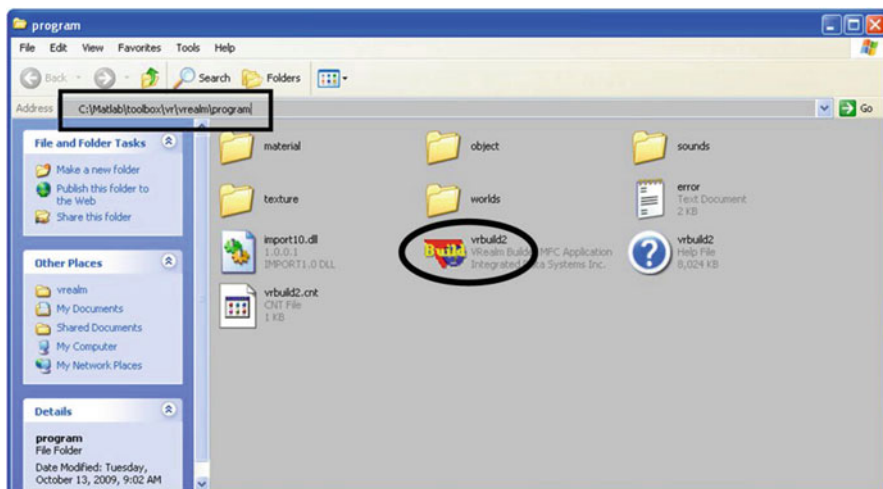 program
File Edit View Favorites Tools Help
Back Search Folders
Address C:\Matlab\toolbox\vr\vrealm\program Go
File and Folder Tasks
Make a new folder
Publish this folder to
the Web
Share this folder
Other Places
vrealm
My Documents
Shared Documents
My Computer
My Network Places
Details
program
File Folder
Date Modified: Tuesday,
October 13, 2009, 9:02 AM
material
object
sounds
texture
worlds
error
Text Document
2 KB
import10.dll
1.0.0.1
IMPORT1.0 DLL
Build
vrbuild2
VRealm Builder MFC Application
Integrated Data Systems Inc.
vrbuild2
Help File
8,024 KB
vrbuild2.cnt
CNT File
1 KB